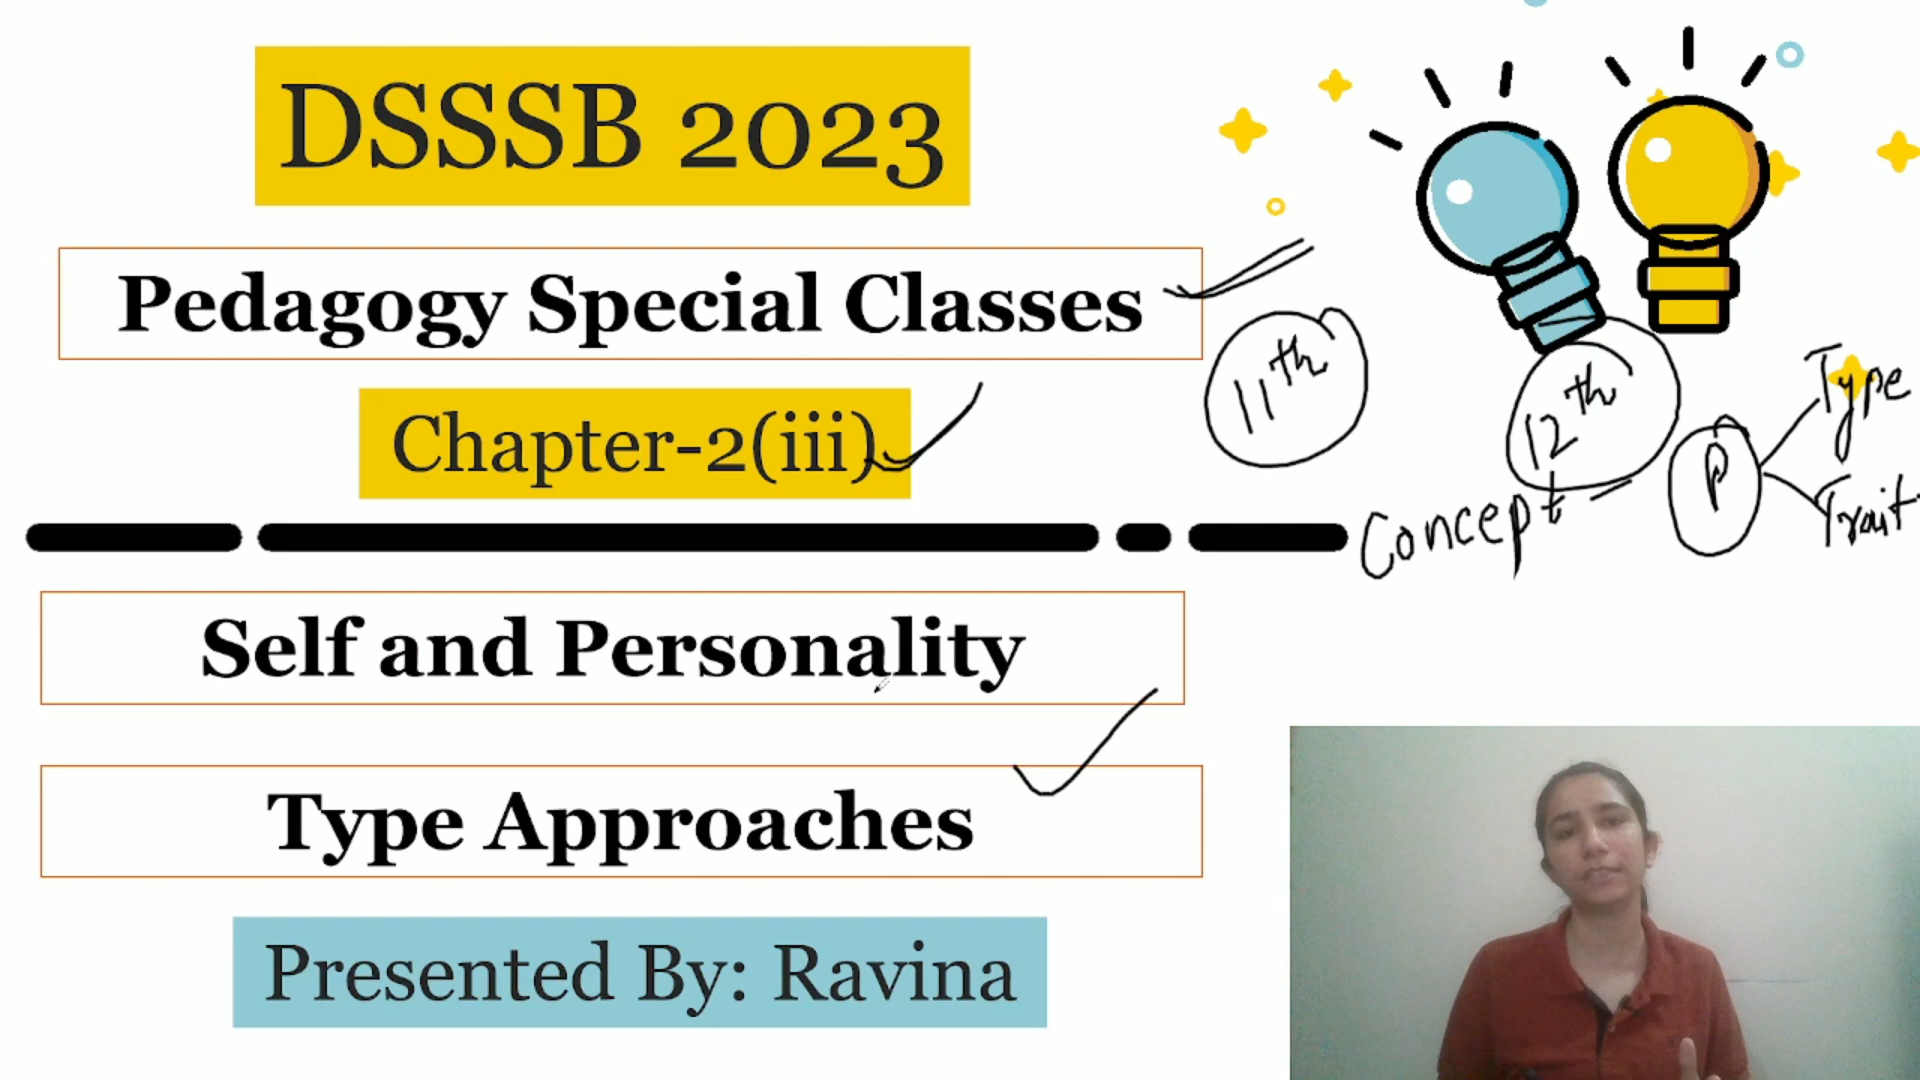 DSSSB 2023
Pedagogy Special Classes
11th
12th
Type
Chapter-2(iii)
P
Concept
Trait
Self and Personality
Type Approaches
Presented By: Ravina